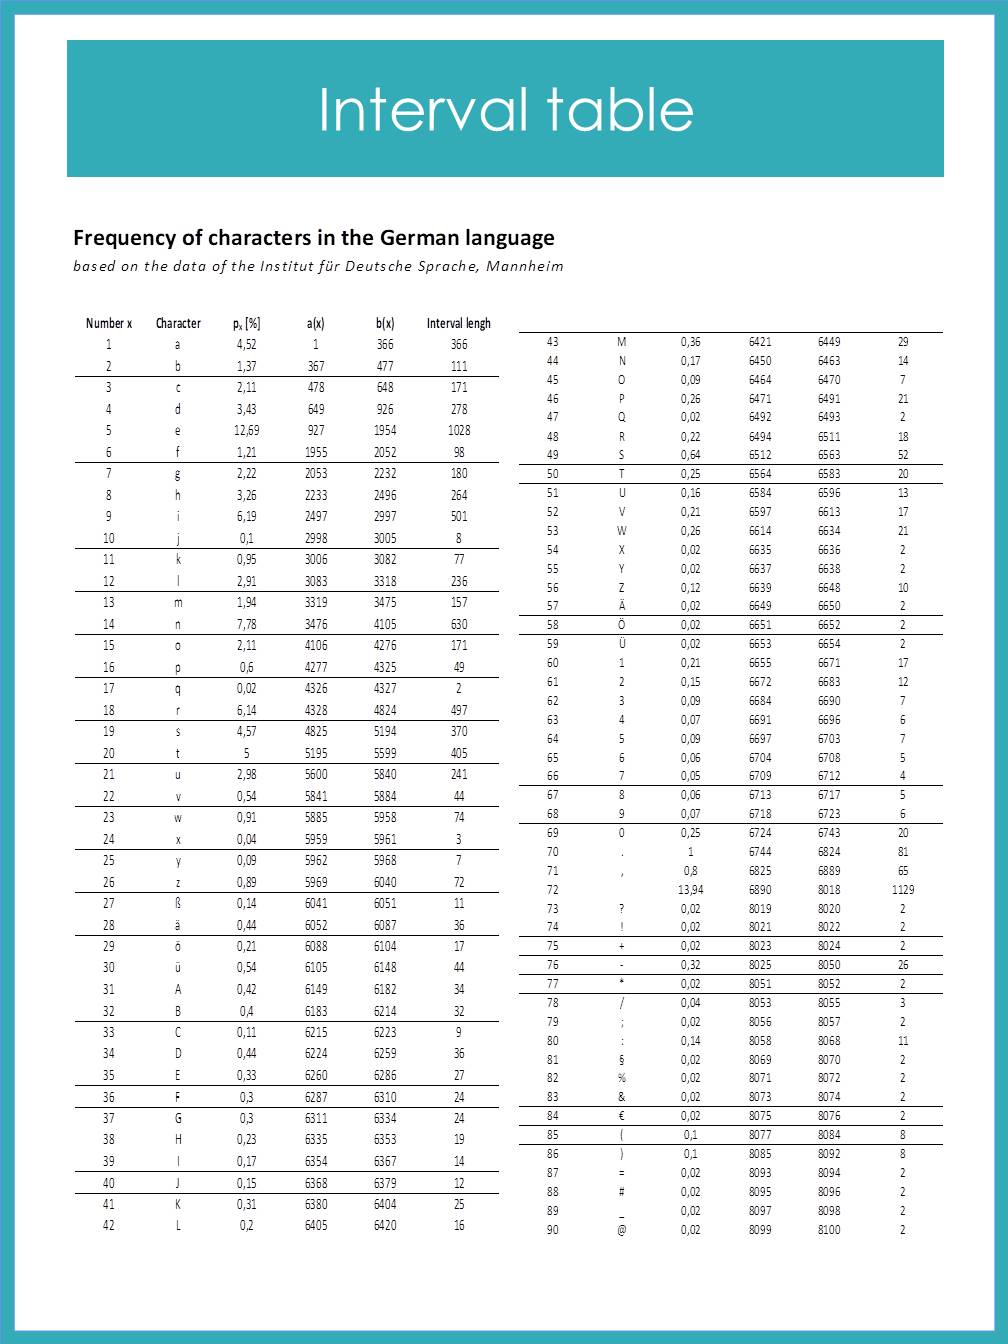 Interval table
Frequency of characters in the German language
based on the data of the Institut für Deutsche Sprache, Mannheim
Number x Character pₓ [%] a(x) b(x) Interval lengh
1 a 4,52 1 366 366
2 b 1,37 367 477 111
3 c 2,11 478 648 171
4 d 3,43 649 926 278
5 e 12,69 927 1954 1028
6 f 1,21 1955 2052 98
7 g 2,22 2053 2232 180
8 h 3,26 2233 2496 264
9 i 6,19 2497 2997 501
10 j 0,1 2998 3005 8
11 k 0,95 3006 3082 77
12 l 2,91 3083 3318 236
13 m 1,94 3319 3475 157
14 n 7,78 3476 4105 630
15 o 2,11 4106 4276 171
16 p 0,6 4277 4325 49
17 q 0,02 4326 4327 2
18 r 6,14 4328 4824 497
19 s 4,57 4825 5194 370
20 t 5 5195 5599 405
21 u 2,98 5600 5840 241
22 v 0,54 5841 5884 44
23 w 0,91 5885 5958 74
24 x 0,04 5959 5961 3
25 y 0,09 5962 5968 7
26 z 0,89 5969 6040 72
27 ß 0,14 6041 6051 11
28 ä 0,44 6052 6087 36
29 ö 0,21 6088 6104 17
30 ü 0,54 6105 6148 44
31 A 0,42 6149 6182 34
32 B 0,4 6183 6214 32
33 C 0,11 6215 6223 9
34 D 0,44 6224 6259 36
35 E 0,33 6260 6286 27
36 F 0,3 6287 6310 24
37 G 0,3 6311 6334 24
38 H 0,23 6335 6353 19
39 I 0,17 6354 6367 14
40 J 0,15 6368 6379 12
41 K 0,31 6380 6404 25
42 L 0,2 6405 6420 16
43 M 0,36 6421 6449 29
44 N 0,17 6450 6463 14
45 O 0,09 6464 6470 7
46 P 0,26 6471 6491 21
47 Q 0,02 6492 6493 2
48 R 0,22 6494 6511 18
49 S 0,64 6512 6563 52
50 T 0,25 6564 6583 20
51 U 0,16 6584 6596 13
52 V 0,21 6597 6613 17
53 W 0,26 6614 6634 21
54 X 0,02 6635 6636 2
55 Y 0,02 6637 6638 2
56 Z 0,12 6639 6648 10
57 Ä 0,02 6649 6650 2
58 Ö 0,02 6651 6652 2
59 Ü 0,02 6653 6654 2
60 1 0,21 6655 6671 17
61 2 0,15 6672 6683 12
62 3 0,09 6684 6690 7
63 4 0,07 6691 6696 6
64 5 0,09 6697 6703 7
65 6 0,06 6704 6708 5
66 7 0,05 6709 6712 4
67 8 0,06 6713 6717 5
68 9 0,07 6718 6723 6
69 0 0,25 6724 6743 20
70 . 1 6744 6824 81
71 , 0,8 6825 6889 65
72 13,94 6890 8018 1129
73 ? 0,02 8019 8020 2
74 ! 0,02 8021 8022 2
75 + 0,02 8023 8024 2
76 - 0,32 8025 8050 26
77 * 0,02 8051 8052 2
78 / 0,04 8053 8055 3
79 ; 0,02 8056 8057 2
80 : 0,14 8058 8068 11
81 § 0,02 8069 8070 2
82 % 0,02 8071 8072 2
83 & 0,02 8073 8074 2
84 € 0,02 8075 8076 2
85 ( 0,1 8077 8084 8
86 ) 0,1 8085 8092 8
87 = 0,02 8093 8094 2
88 # 0,02 8095 8096 2
89 _ 0,02 8097 8098 2
90 @ 0,02 8099 8100 2